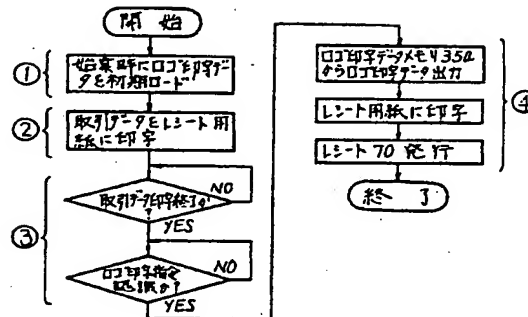 開始
①
始業時にロゴ印字デー
タを初期ロード
②
取引データをレシート用
紙に印字
③
取引データ印字終了か
?
NO
YES
ロゴ印字指令
認識か?
NO
YES
ロゴ印字データメモリ35a
からロゴ印字データ出力
レシート用紙に印字
レシート70発行
④
終了